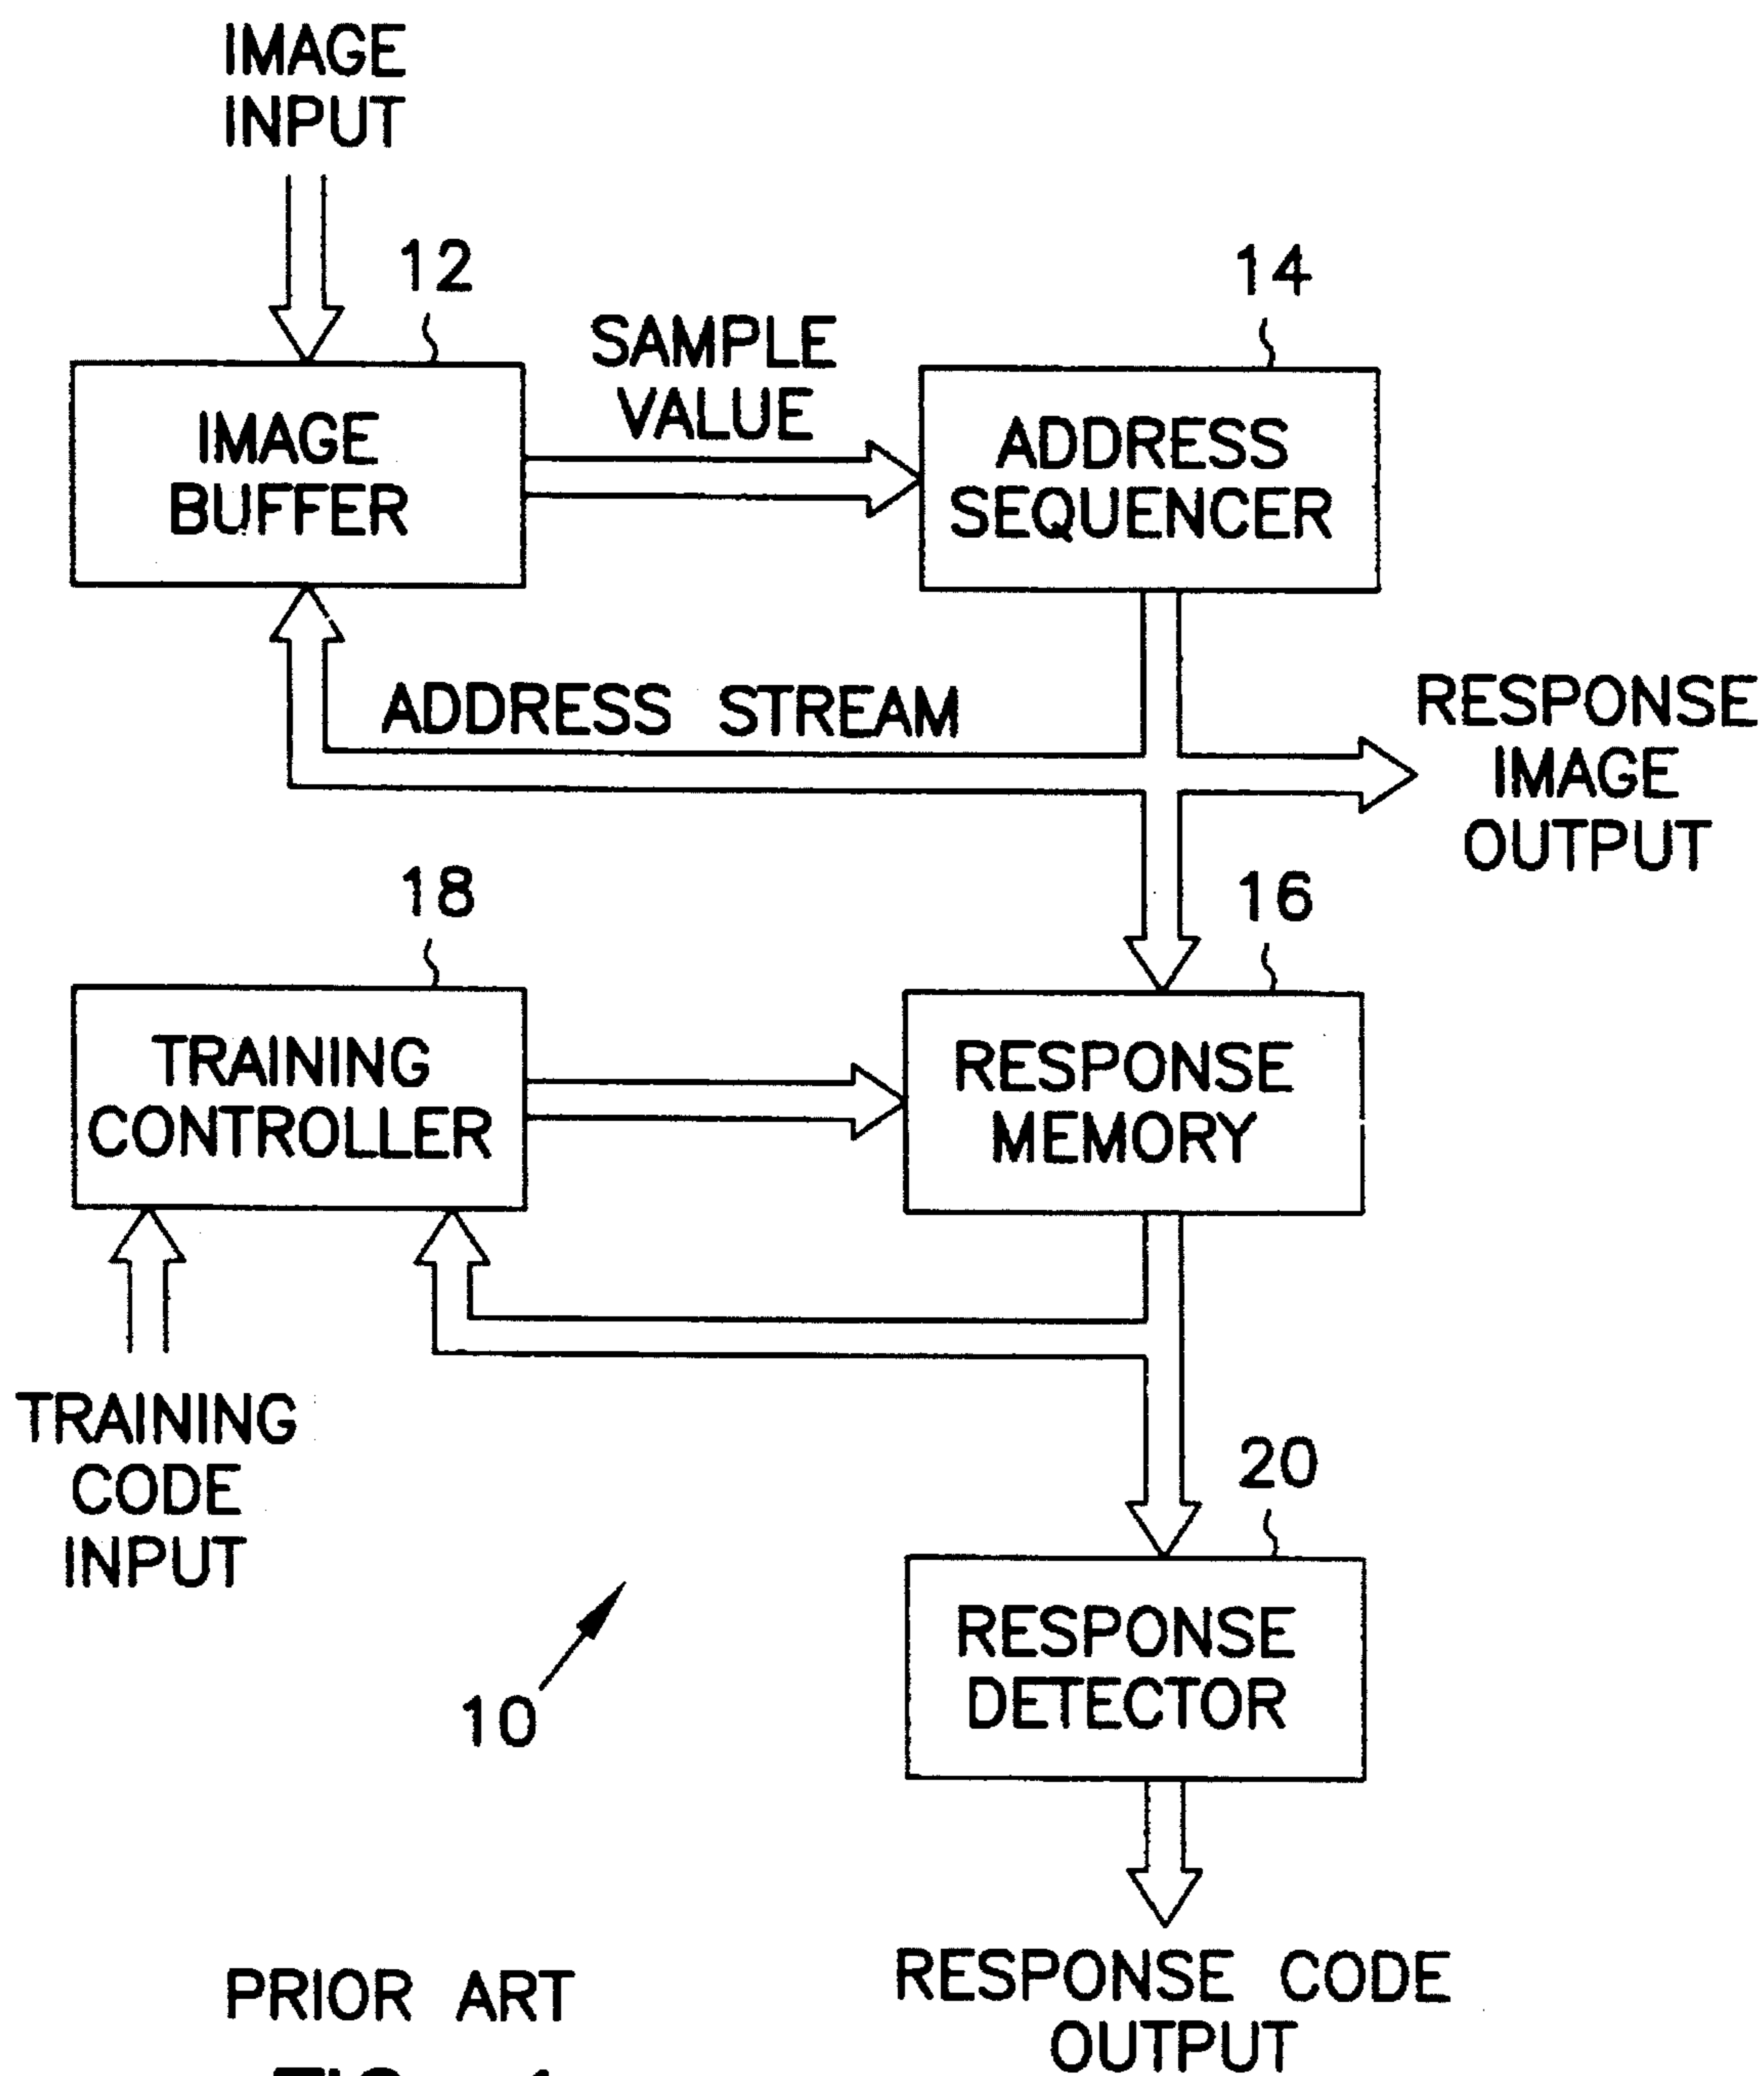 IMAGE
INPUT
12
14
SAMPLE
VALUE
IMAGE
BUFFER
ADDRESS
SEQUENCER
ADDRESS STREAM
RESPONSE
IMAGE
OUTPUT
18
16
TRAINING
CONTROLLER
RESPONSE
MEMORY
TRAINING
CODE
INPUT
20
10
RESPONSE
DETECTOR
PRIOR ART
RESPONSE CODE
OUTPUT